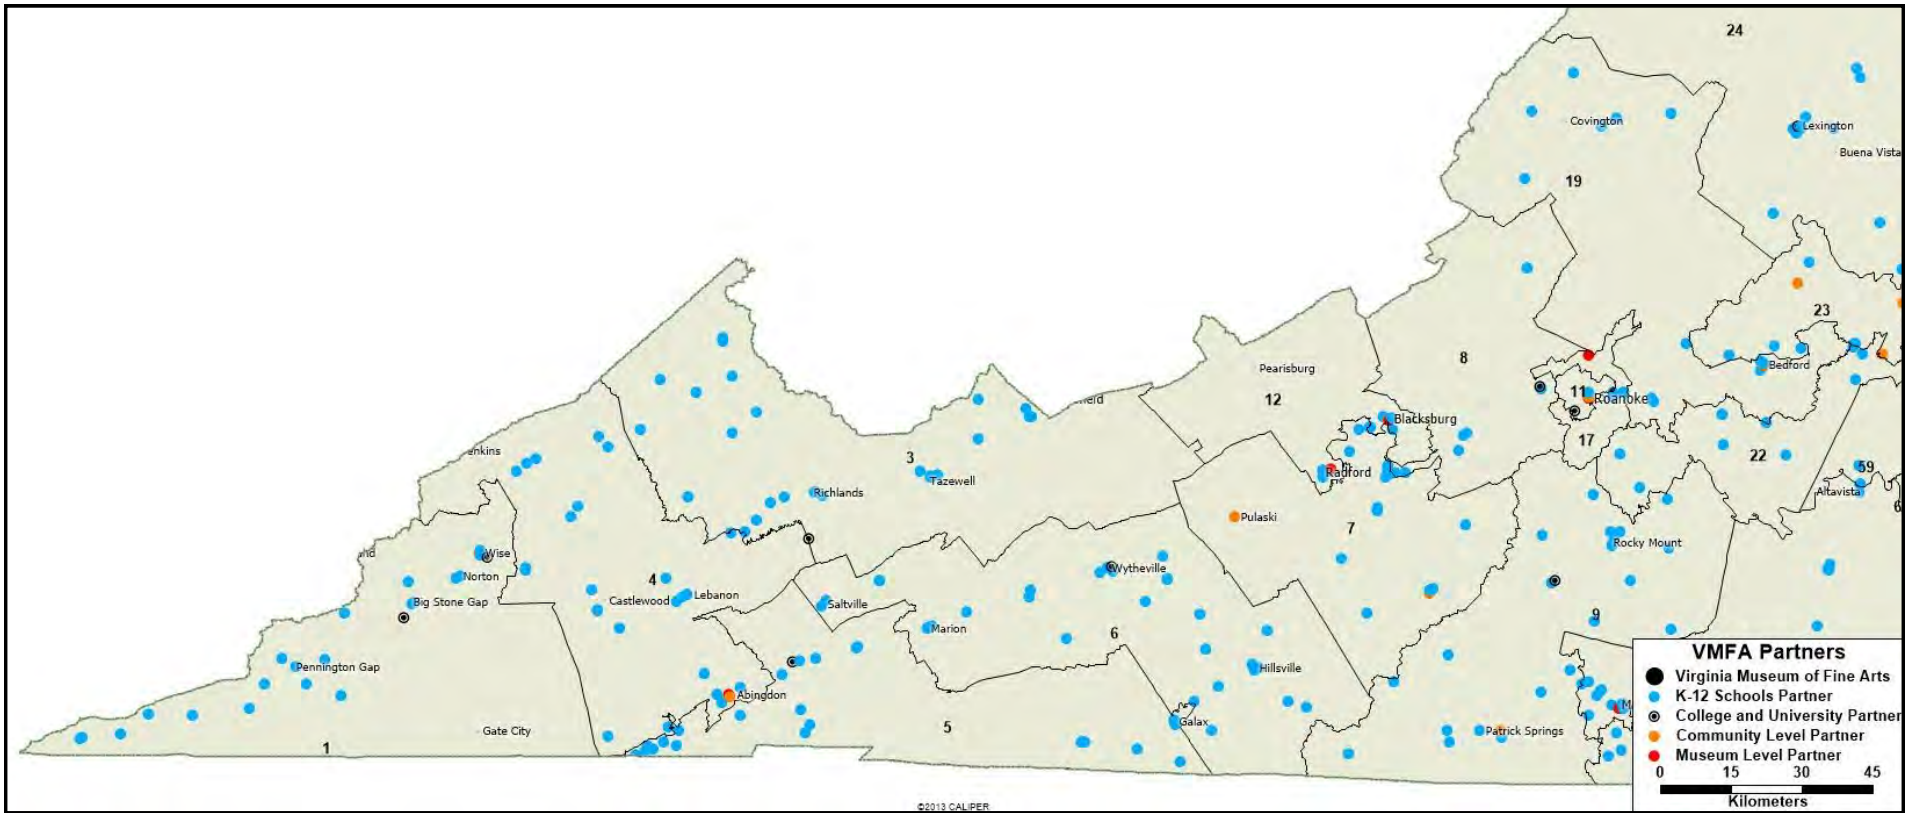 24
Covington
Lexington
Buena Vista
19
23
8
Pearisburg
Bedford
12
11
Roanoke
Blacksburg
17
enkins
3
22
59
Radford
Tazewell
Richlands
Altavista
6
Pulaski
7
Rocky Mount
Wise
Wytheville
Norton
4
Lebanon
Castlewood
Big Stone Gap
Saltville
9
Marion
6
Pennington Gap
Hillsville
Abingdon
Galax
5
Gate City
Patrick Springs
1
VMFA Partners
Virginia Museum of Fine Arts
K-12 Schools Partner
College and University Partner
Community Level Partner
Museum Level Partner
0 15 30 45
Kilometers
©2013 CALIPER